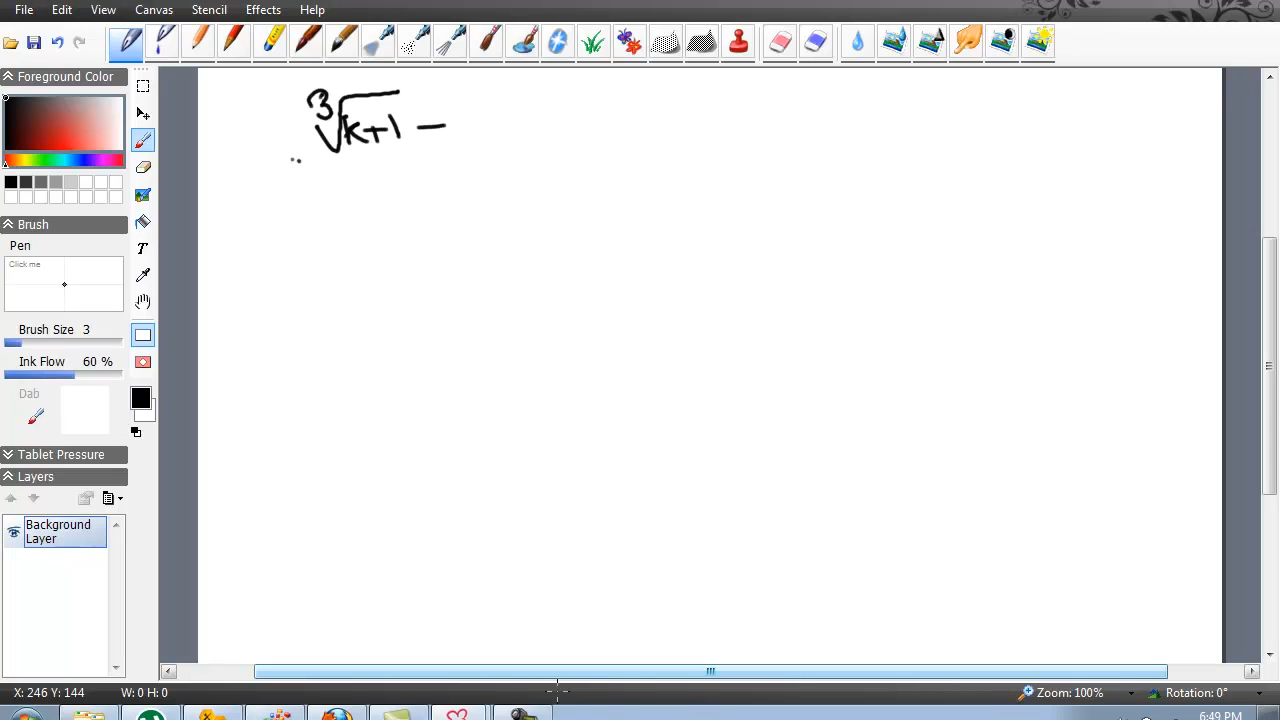 File Edit View Canvas Stencil Effects Help
Foreground Color
∛k+1 −
Brush
Pen
Click me
Brush Size 3
Ink Flow 60 %
Dab
Tablet Pressure
Layers
Background
Layer
X: 246 Y: 144 W: 0 H: 0 Zoom: 100% Rotation: 0°
6:49 PM